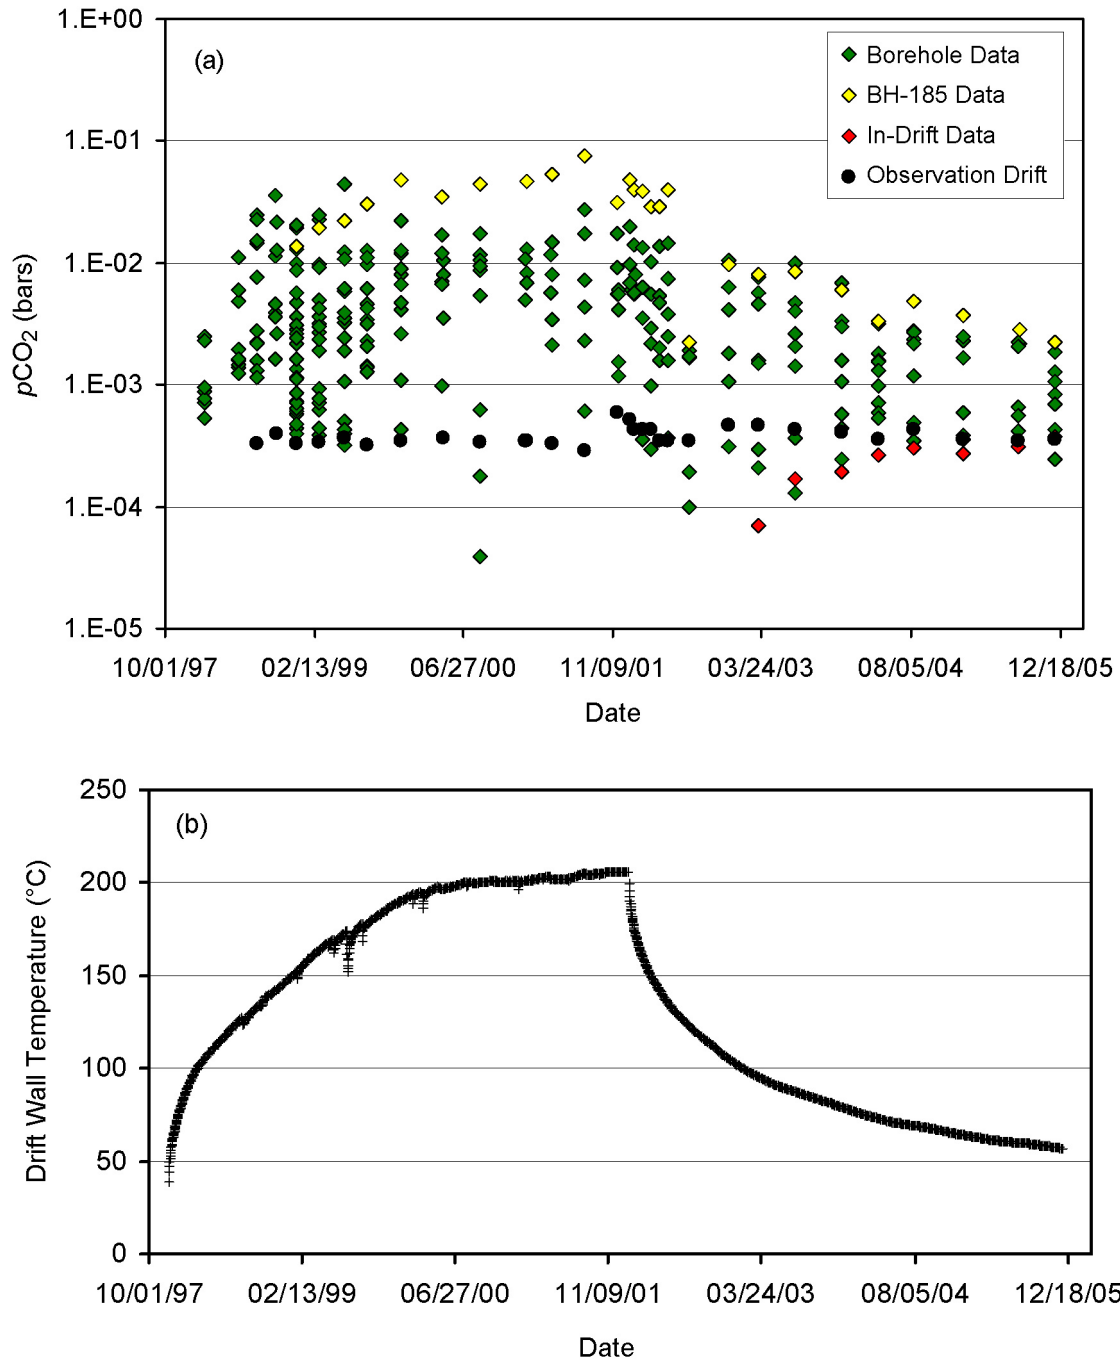 1.E+00
(a)
Borehole Data
BH-185 Data
In-Drift Data
Observation Drift
1.E-01
1.E-02
1.E-03
1.E-04
1.E-05
pCO2 (bars)
10/01/97 02/13/99 06/27/00 11/09/01 03/24/03 08/05/04 12/18/05
Date
250
(b)
200
150
100
50
0
Drift Wall Temperature (°C)
10/01/97 02/13/99 06/27/00 11/09/01 03/24/03 08/05/04 12/18/05
Date